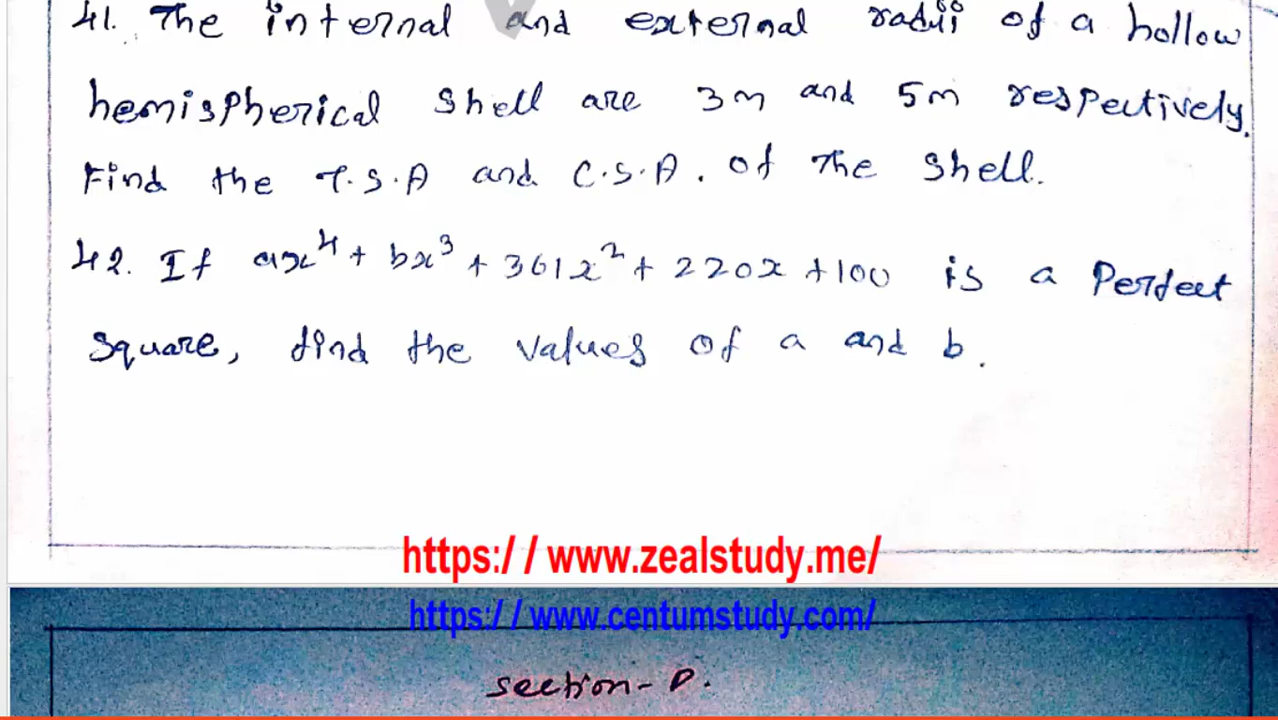 41. The internal and external radii of a hollow
hemispherical shell are 3m and 5m respectively.
Find the T.S.A and C.S.A. of the shell.
42. If ax⁴ + bx³ + 361x² + 220x + 100 is a perfect
square, find the values of a and b.
https:// www.zealstudy.me/
https:// www.centumstudy.com/
section - D.